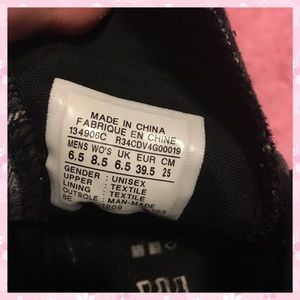 MADE IN CHINA
FABRIQUE EN CHINE
134906C R34CDV4G00019
MENS WO'S UK EUR CM
6.5 8.5 6.5 39.5 25
GENDER : UNISEX
UPPER : TEXTILE
LINING : TEXTILE
OUTSOLE : MAN-MADE